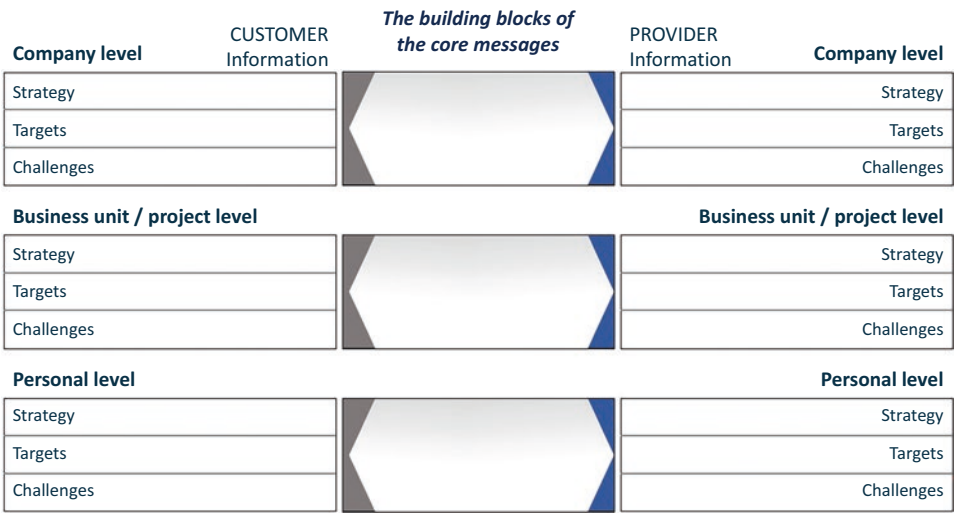 The building blocks of
the core messages
CUSTOMER
Information
PROVIDER
Information
Company level
Company level
Strategy
Targets
Challenges
Strategy
Targets
Challenges
Business unit / project level
Business unit / project level
Strategy
Targets
Challenges
Strategy
Targets
Challenges
Personal level
Personal level
Strategy
Targets
Challenges
Strategy
Targets
Challenges